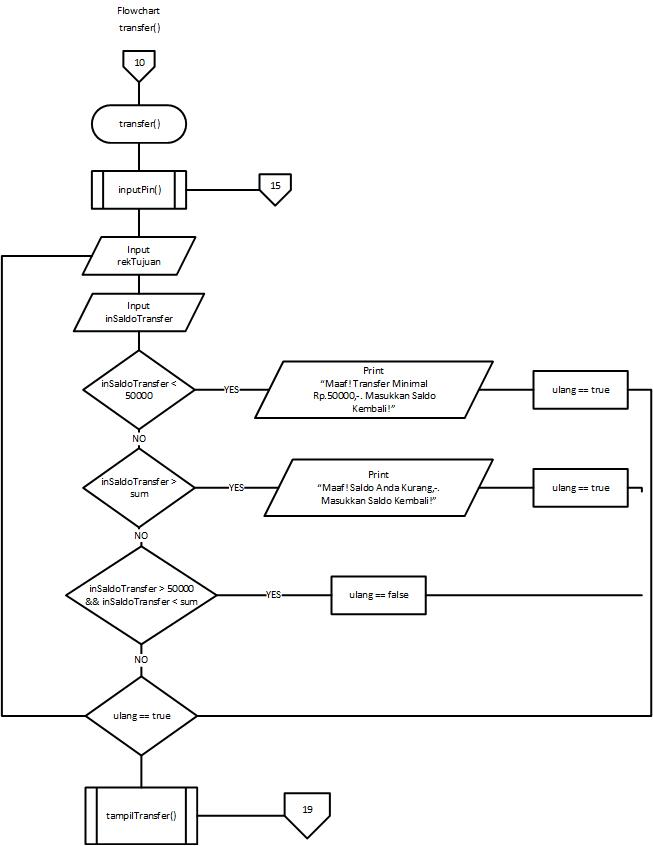 Flowchart
transfer()
10
transfer()
inputPin()
15
Input
rekTujuan
Input
inSaldoTransfer
inSaldoTransfer <
50000
YES
Print
“Maaf! Transfer Minimal
Rp.50000,-. Masukkan Saldo
Kembali!”
ulang == true
NO
inSaldoTransfer >
sum
YES
Print
“Maaf! Saldo Anda Kurang,-.
Masukkan Saldo Kembali!”
ulang == true
NO
inSaldoTransfer > 50000
&& inSaldoTransfer < sum
YES
ulang == false
NO
ulang == true
tampilTransfer()
19